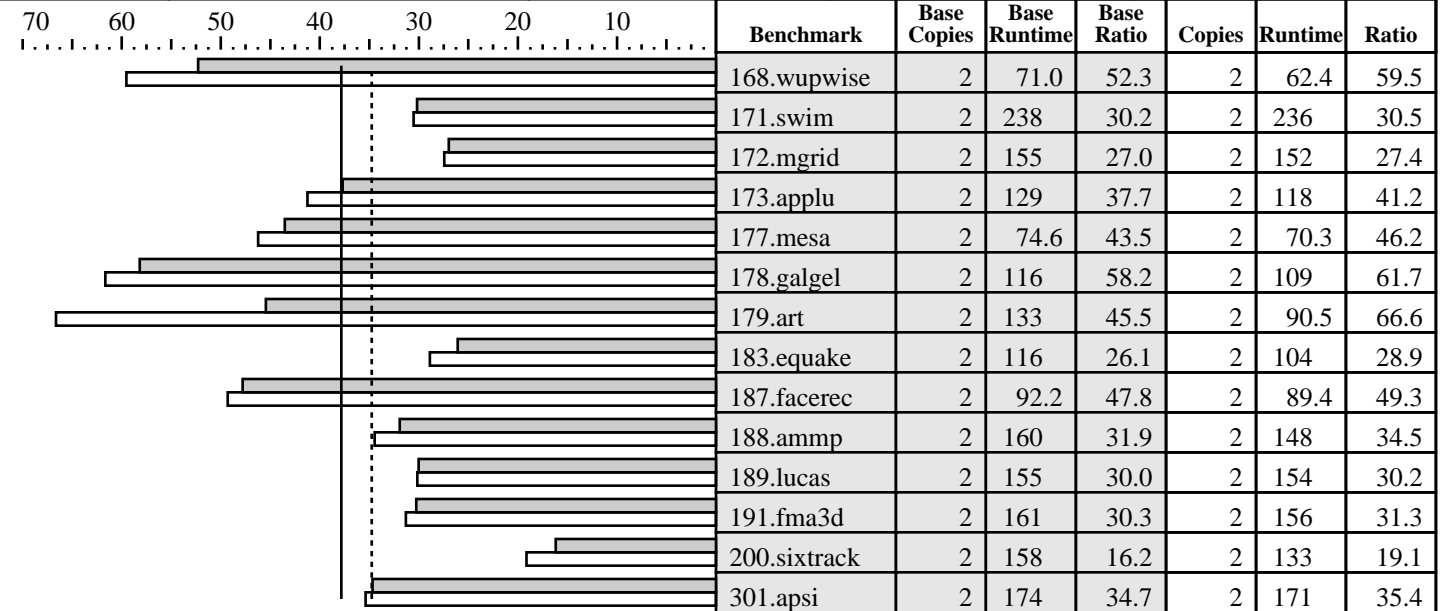 70 60 50 40 30 20 10
Benchmark Base Copies Base Runtime Base Ratio Copies Runtime Ratio
168.wupwise 2 71.0 52.3 2 62.4 59.5
171.swim 2 238 30.2 2 236 30.5
172.mgrid 2 155 27.0 2 152 27.4
173.applu 2 129 37.7 2 118 41.2
177.mesa 2 74.6 43.5 2 70.3 46.2
178.galgel 2 116 58.2 2 109 61.7
179.art 2 133 45.5 2 90.5 66.6
183.equake 2 116 26.1 2 104 28.9
187.facerec 2 92.2 47.8 2 89.4 49.3
188.ammp 2 160 31.9 2 148 34.5
189.lucas 2 155 30.0 2 154 30.2
191.fma3d 2 161 30.3 2 156 31.3
200.sixtrack 2 158 16.2 2 133 19.1
301.apsi 2 174 34.7 2 171 35.4